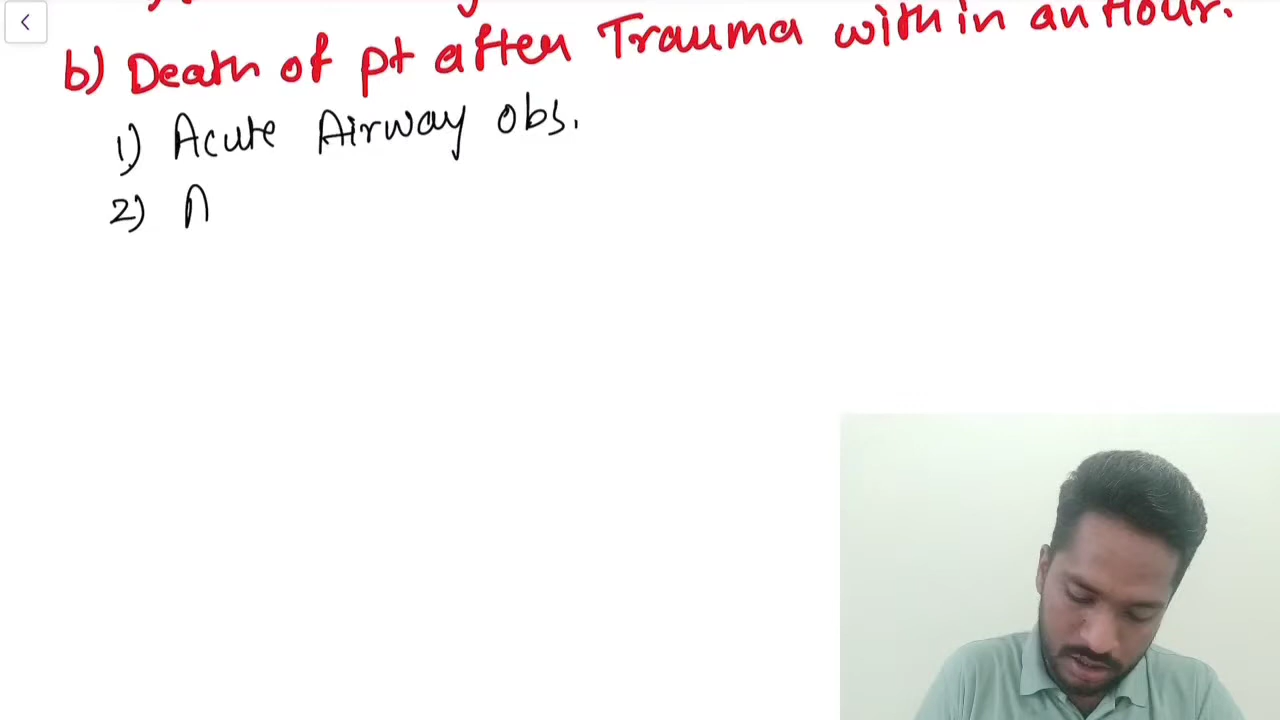 b) Death of pt after Trauma with in an Hour.
1) Acute Airway obs.
2)